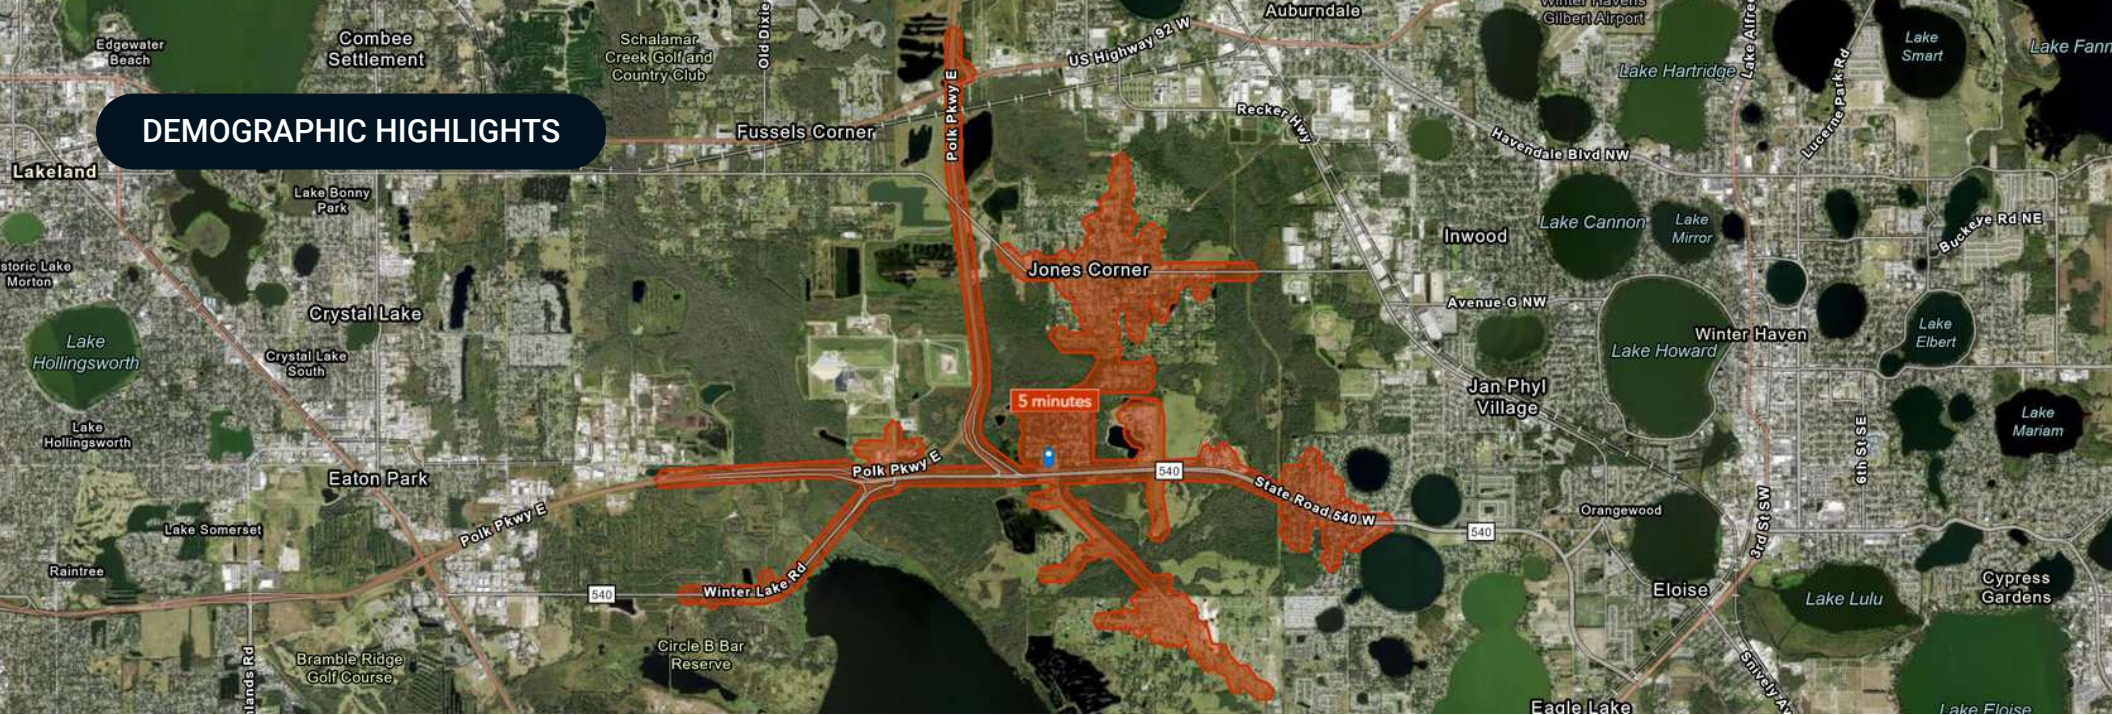 Winter Havens
Gilbert Airport
Auburndale
Edgewater
Beach
Combee
Settlement
Schalamar
Creek Golf and
Country Club
Old Dixie
US Highway 92 W
Lake Alfre
Lake
Smart
Lake Fann
Lake Hartridge
Lucerne Park Rd
DEMOGRAPHIC HIGHLIGHTS
Fussels Corner
Polk Pkwy E
Recker Hwy
Havendale Blvd NW
Lakeland
Lake Bonny
Park
Lake Cannon
Lake
Mirror
Inwood
Buckeye Rd NE
storic Lake
Morton
Jones Corner
Crystal Lake
Avenue G NW
Lake
Hollingsworth
Crystal Lake
South
Winter Haven
Lake Howard
Lake
Elbert
5 minutes
Jan Phyl
Village
Lake
Hollingsworth
Lake
Mariam
6th St SE
Eaton Park
Polk Pkwy E
540
State Road 540 W
Polk Pkwy E
Lake Somerset
Orangewood
540
3rd St SW
Raintree
540
Winter Lake Rd
Eloise
Lake Lulu
Cypress
Gardens
Circle B Bar
Reserve
Bramble Ridge
Golf Course
hlands Rd
Snively Av
Eagle Lake
Lake Eloise